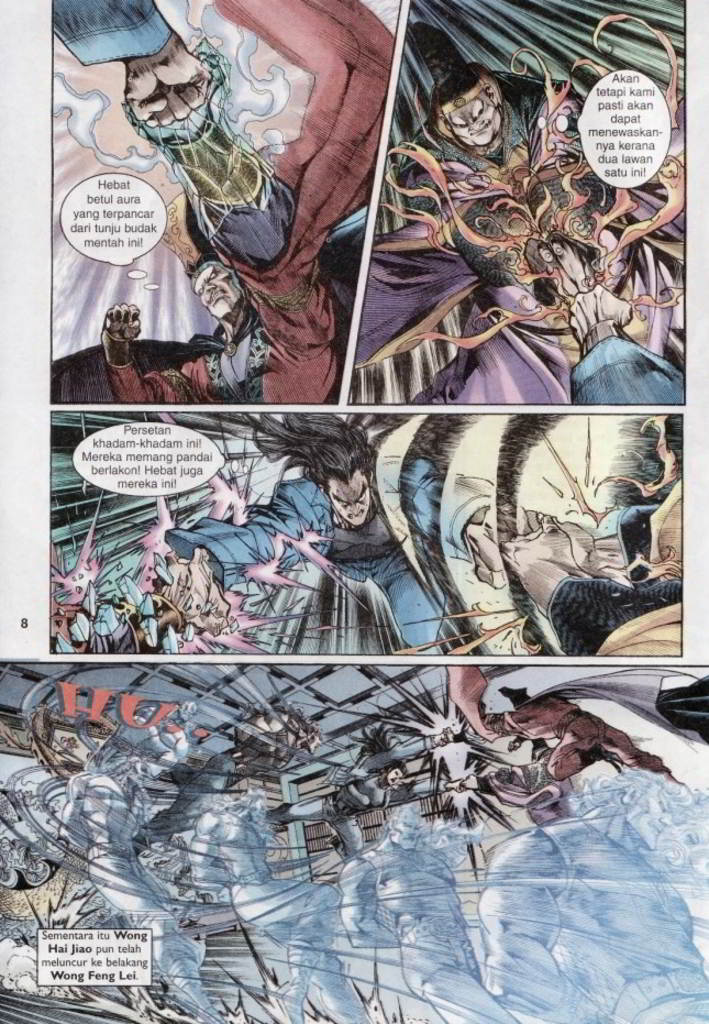 Hebat
betul aura
yang terpancar
dari tunju budak
mentah ini!
Akan
tetapi kami
pasti akan
dapat
menewaskan-
nya kerana
dua lawan
satu ini!
Persetan
khadam-khadam ini!
Mereka memang pandai
berlakon! Hebat juga
mereka ini!
8
HU..
Sementara itu Wong
Hai Jiao pun telah
meluncur ke belakang
Wong Feng Lei.